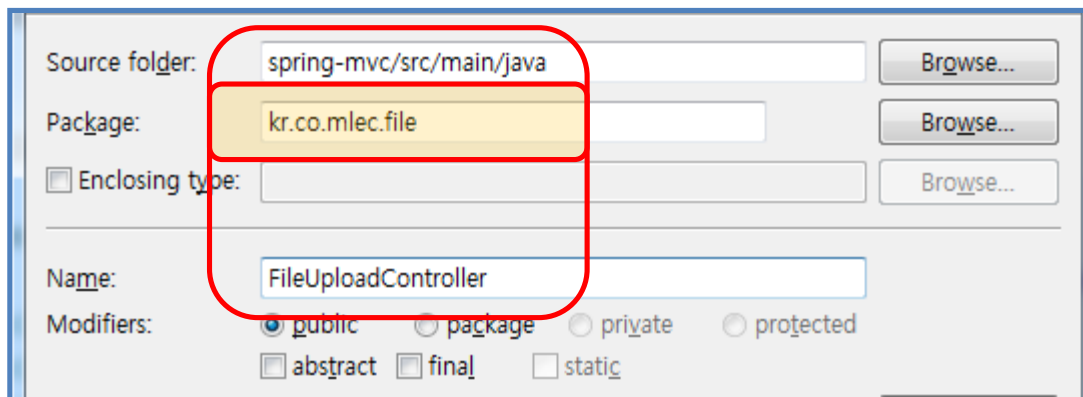 Source folder: spring-mvc/src/main/java Browse...
Package: kr.co.mlec.file Browse...
Enclosing type: Browse...
Name: FileUploadController
Modifiers: public package private protected
abstract final static